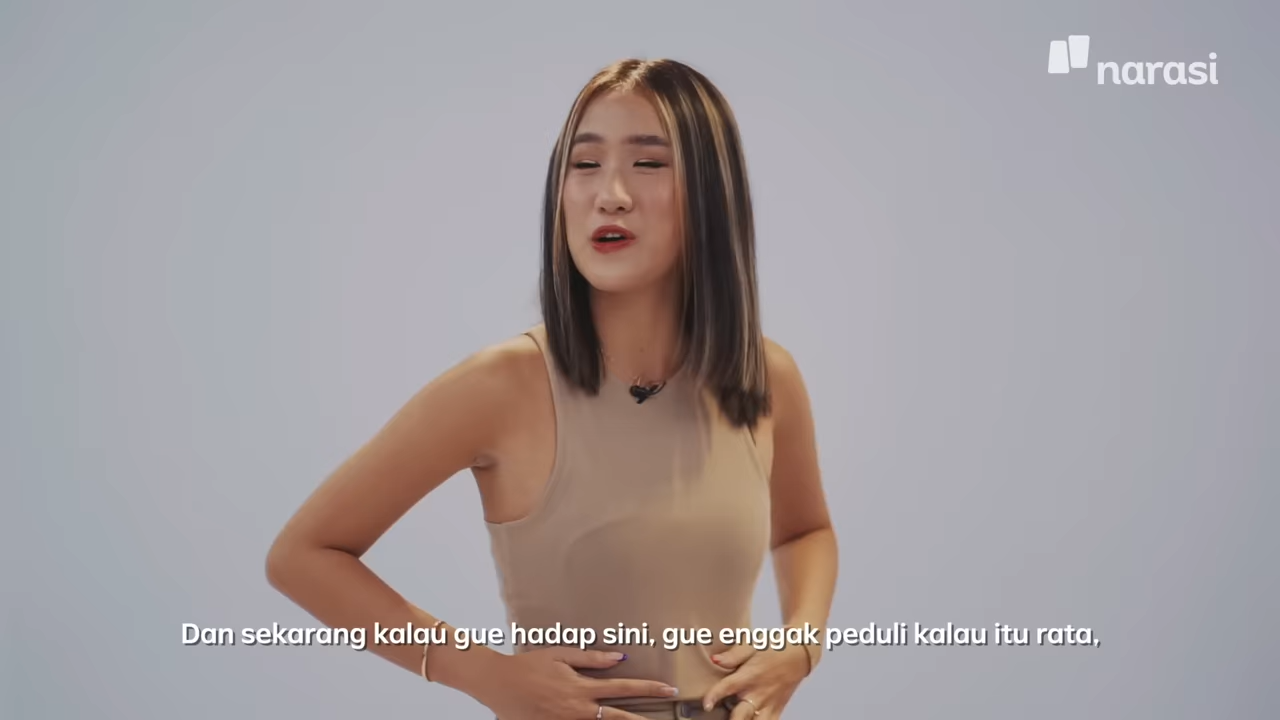 narasi
Dan sekarang kalau gue hadap sini, gue enggak peduli kalau itu rata,